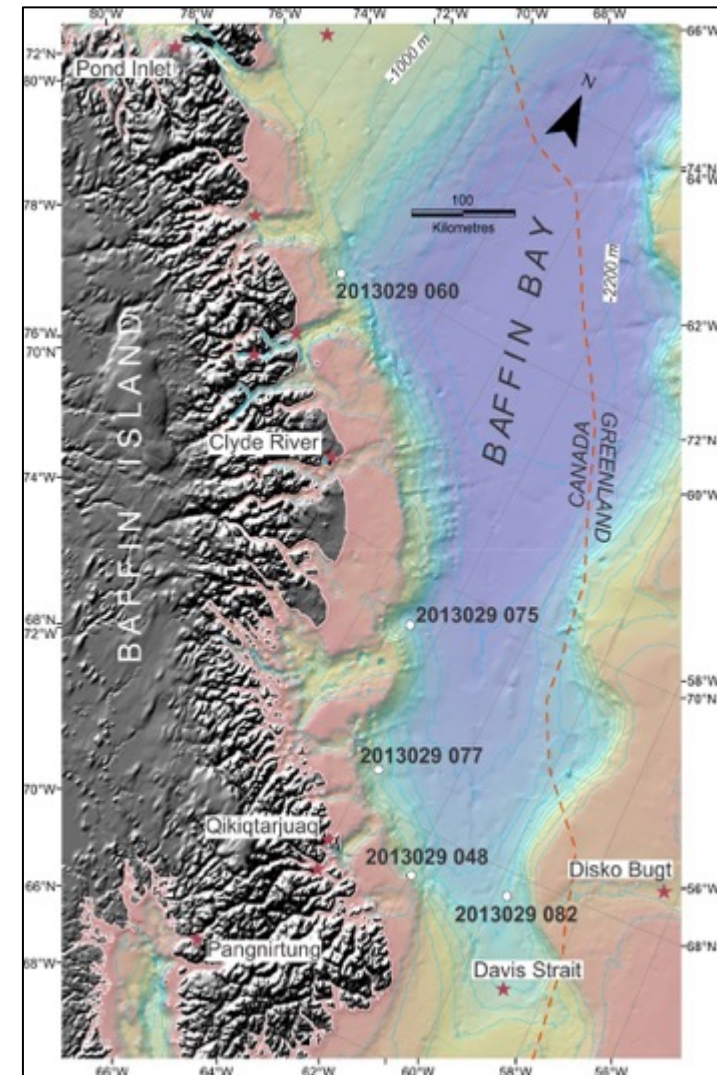 80°W
78°W
76°W
74°W
72°W
70°W
68°W
66°W
72°N
80°W
Pond Inlet
-1000 m
N
66°W
74°N
64°W
78°W
100
Kilometres
-2200 m
2013029 060
62°W
76°W
70°N
BAFFIN BAY
BAFFIN ISLAND
Clyde River
CANADA
GREENLAND
72°N
60°W
74°W
68°N
72°W
2013029 075
58°W
70°N
2013029 077
70°W
Qikiqtarjuaq
2013029 048
Disko Bugt
66°N
2013029 082
56°W
68°N
Pangnirtung
Davis Strait
68°W
66°W
64°W
62°W
60°W
58°W
56°W